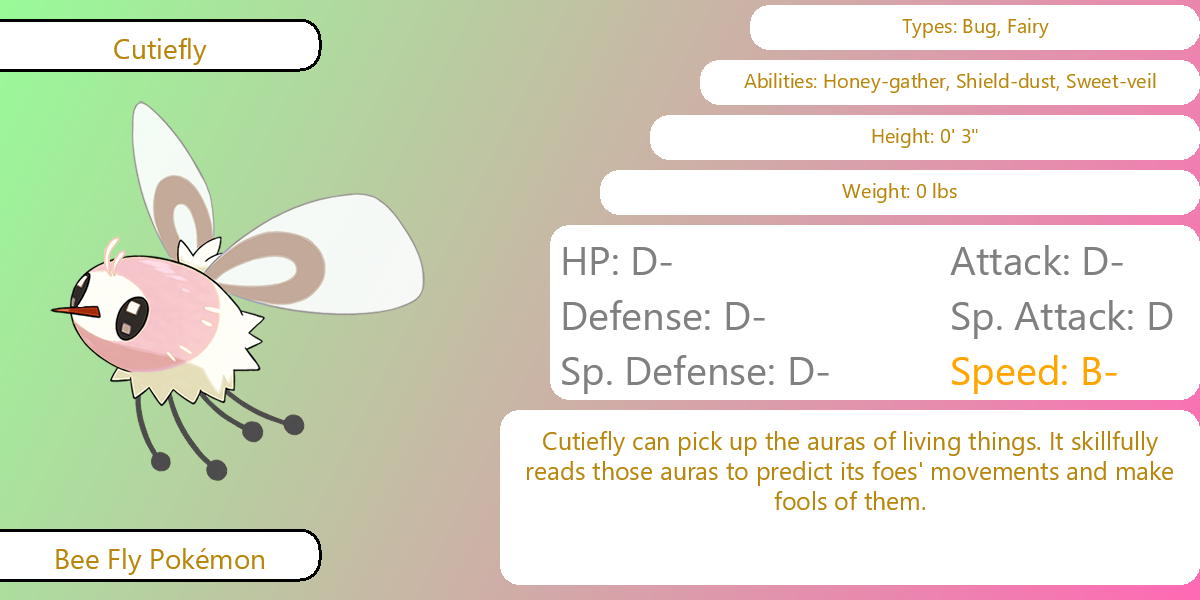 Cutiefly
Types: Bug, Fairy
Abilities: Honey-gather, Shield-dust, Sweet-veil
Height: 0' 3"
Weight: 0 lbs
HP: D-
Attack: D-
Defense: D-
Sp. Attack: D
Sp. Defense: D-
Speed: B-
Cutiefly can pick up the auras of living things. It skillfully
reads those auras to predict its foes' movements and make
fools of them.
Bee Fly Pokémon